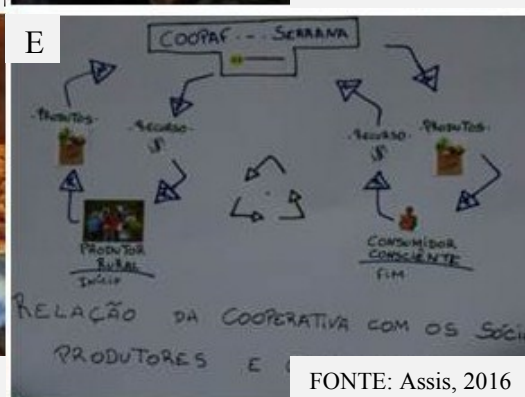 E
COOPAF - - - SERRANA
- PRODUTOS -
- RECURSO -
- RECURSO -
- PRODUTOS -
PRODUTOR
RURAL
INÍCIO
CONSUMIDOR
CONSCIENTE
FIM
RELAÇÃO DA COOPERATIVA COM OS
PRODUTORES E
FONTE: Assis, 2016